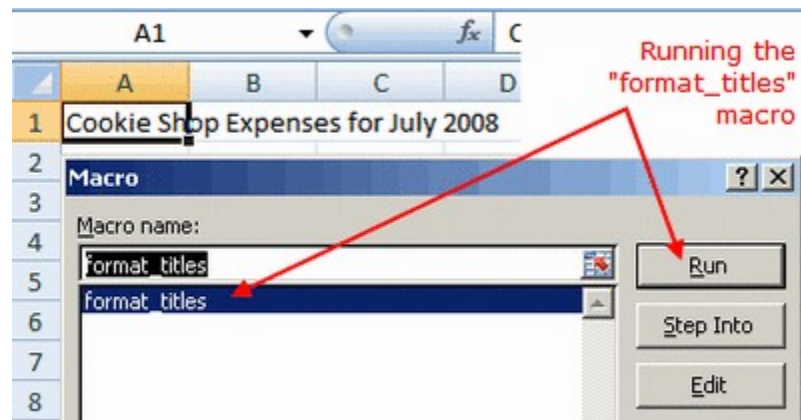 A1
fx C
Running the
"format_titles"
macro
A B C D
1 Cookie Shop Expenses for July 2008
2
Macro ? X
3
Macro name:
4
format_titles Run
5
format_titles
6 Step Into
7
Edit
8